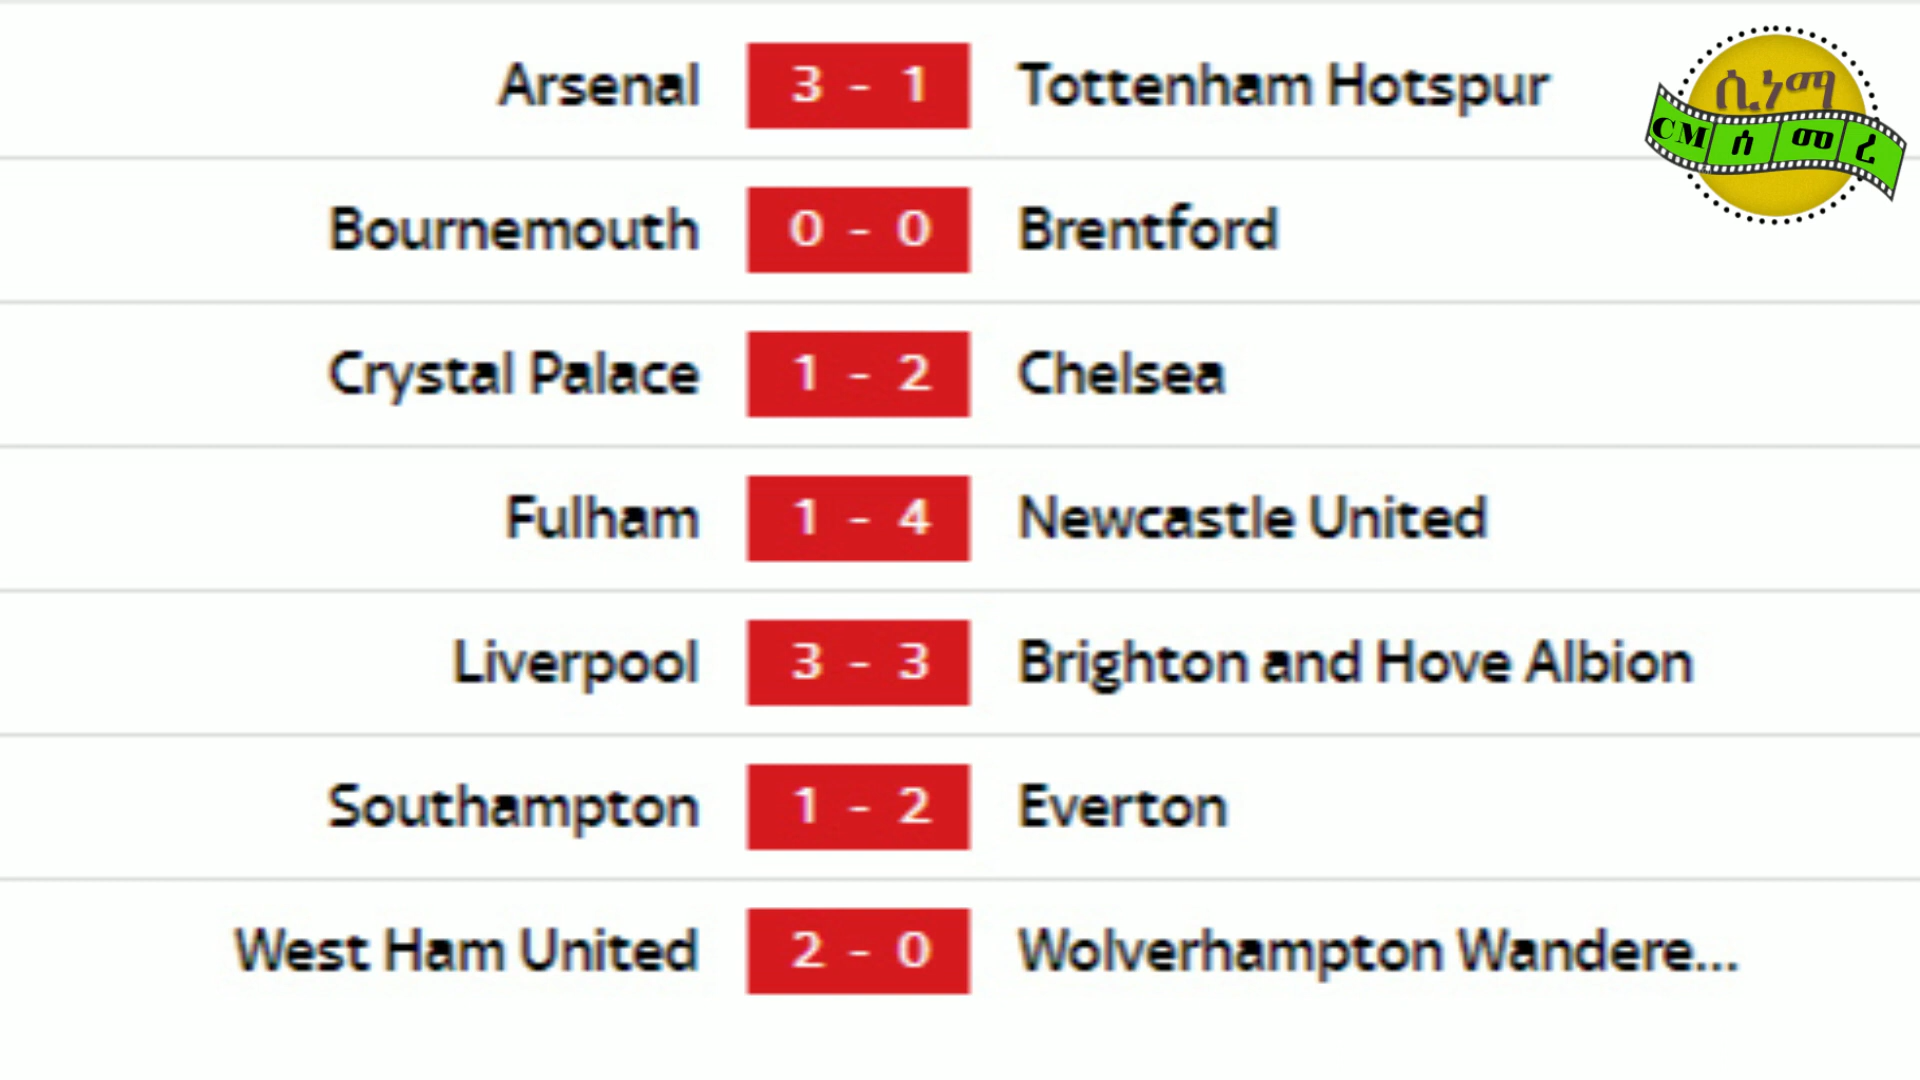 Arsenal 3 - 1 Tottenham Hotspur
ሲ.ነማ
CM ሰ መ ረ
Bournemouth 0 - 0 Brentford
Crystal Palace 1 - 2 Chelsea
Fulham 1 - 4 Newcastle United
Liverpool 3 - 3 Brighton and Hove Albion
Southampton 1 - 2 Everton
West Ham United 2 - 0 Wolverhampton Wandere...